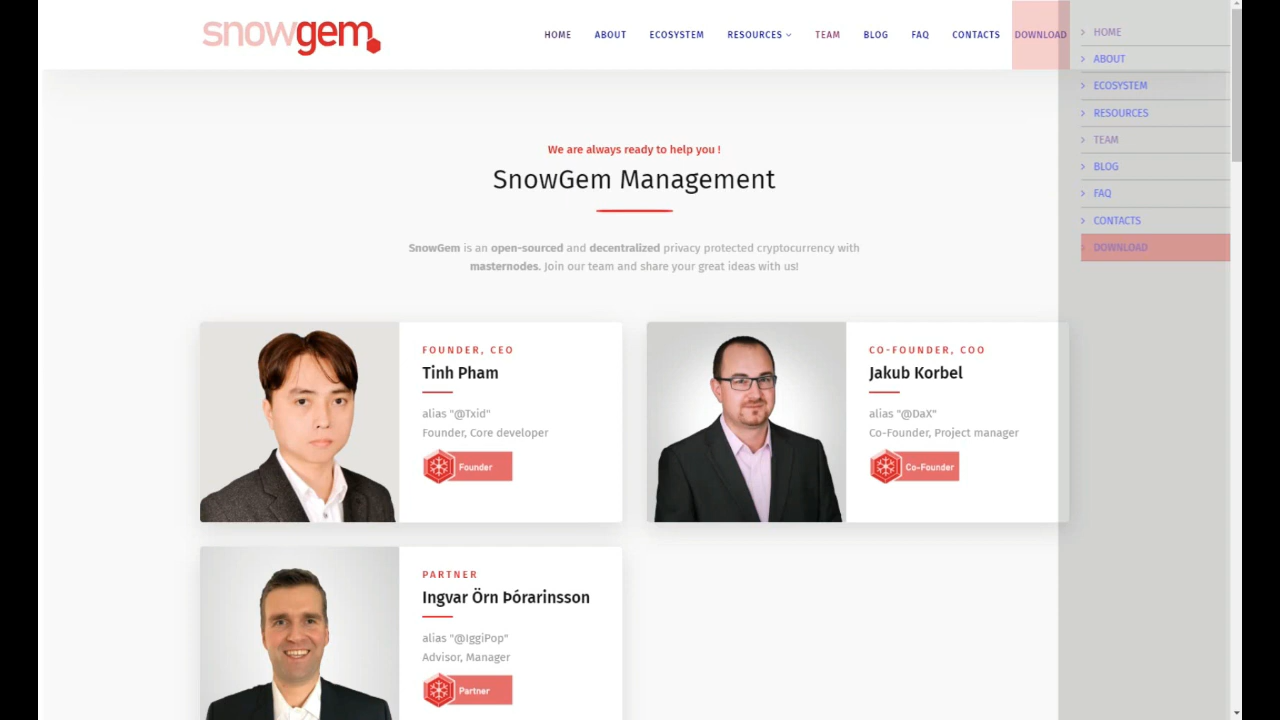 snowgem
HOME ABOUT ECOSYSTEM RESOURCES TEAM BLOG FAQ CONTACTS DOWNLOAD
HOME
ABOUT
ECOSYSTEM
RESOURCES
TEAM
BLOG
FAQ
CONTACTS
DOWNLOAD
We are always ready to help you !
SnowGem Management
SnowGem is an open-sourced and decentralized privacy protected cryptocurrency with
masternodes. Join our team and share your great ideas with us!
FOUNDER, CEO
Tinh Pham
alias "@Txid"
Founder, Core developer
Founder
CO-FOUNDER, COO
Jakub Korbel
alias "@DaX"
Co-Founder, Project manager
Co-Founder
PARTNER
Ingvar Örn Þórarinsson
alias "@IggiPop"
Advisor, Manager
Partner